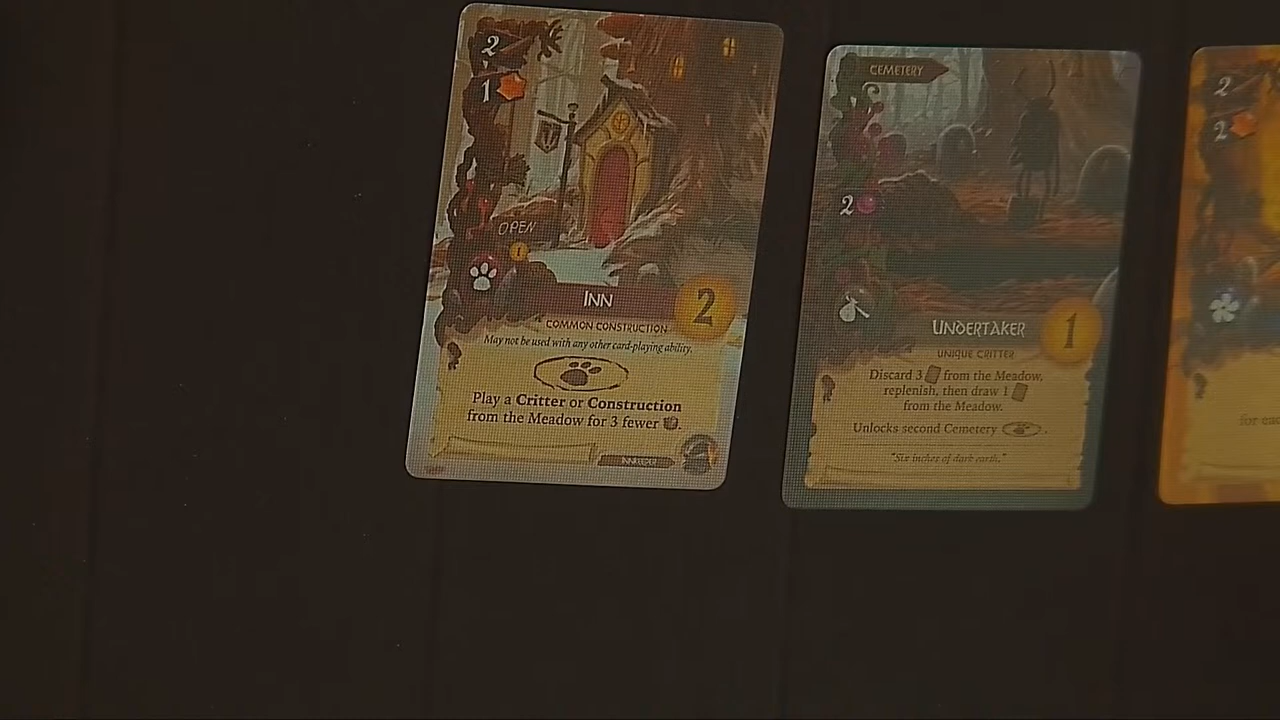 2
1
OPEN
1
INN
2
COMMON CONSTRUCTION
May not be used with any other card-playing ability.
Play a Critter or Construction
from the Meadow for 3 fewer
INNKEEPER
CEMETERY
2
UNDERTAKER
1
UNIQUE CRITTER
Discard 3 from the Meadow,
replenish, then draw 1
from the Meadow.
Unlocks second Cemetery .
"Six inches of dark earth."
2
2